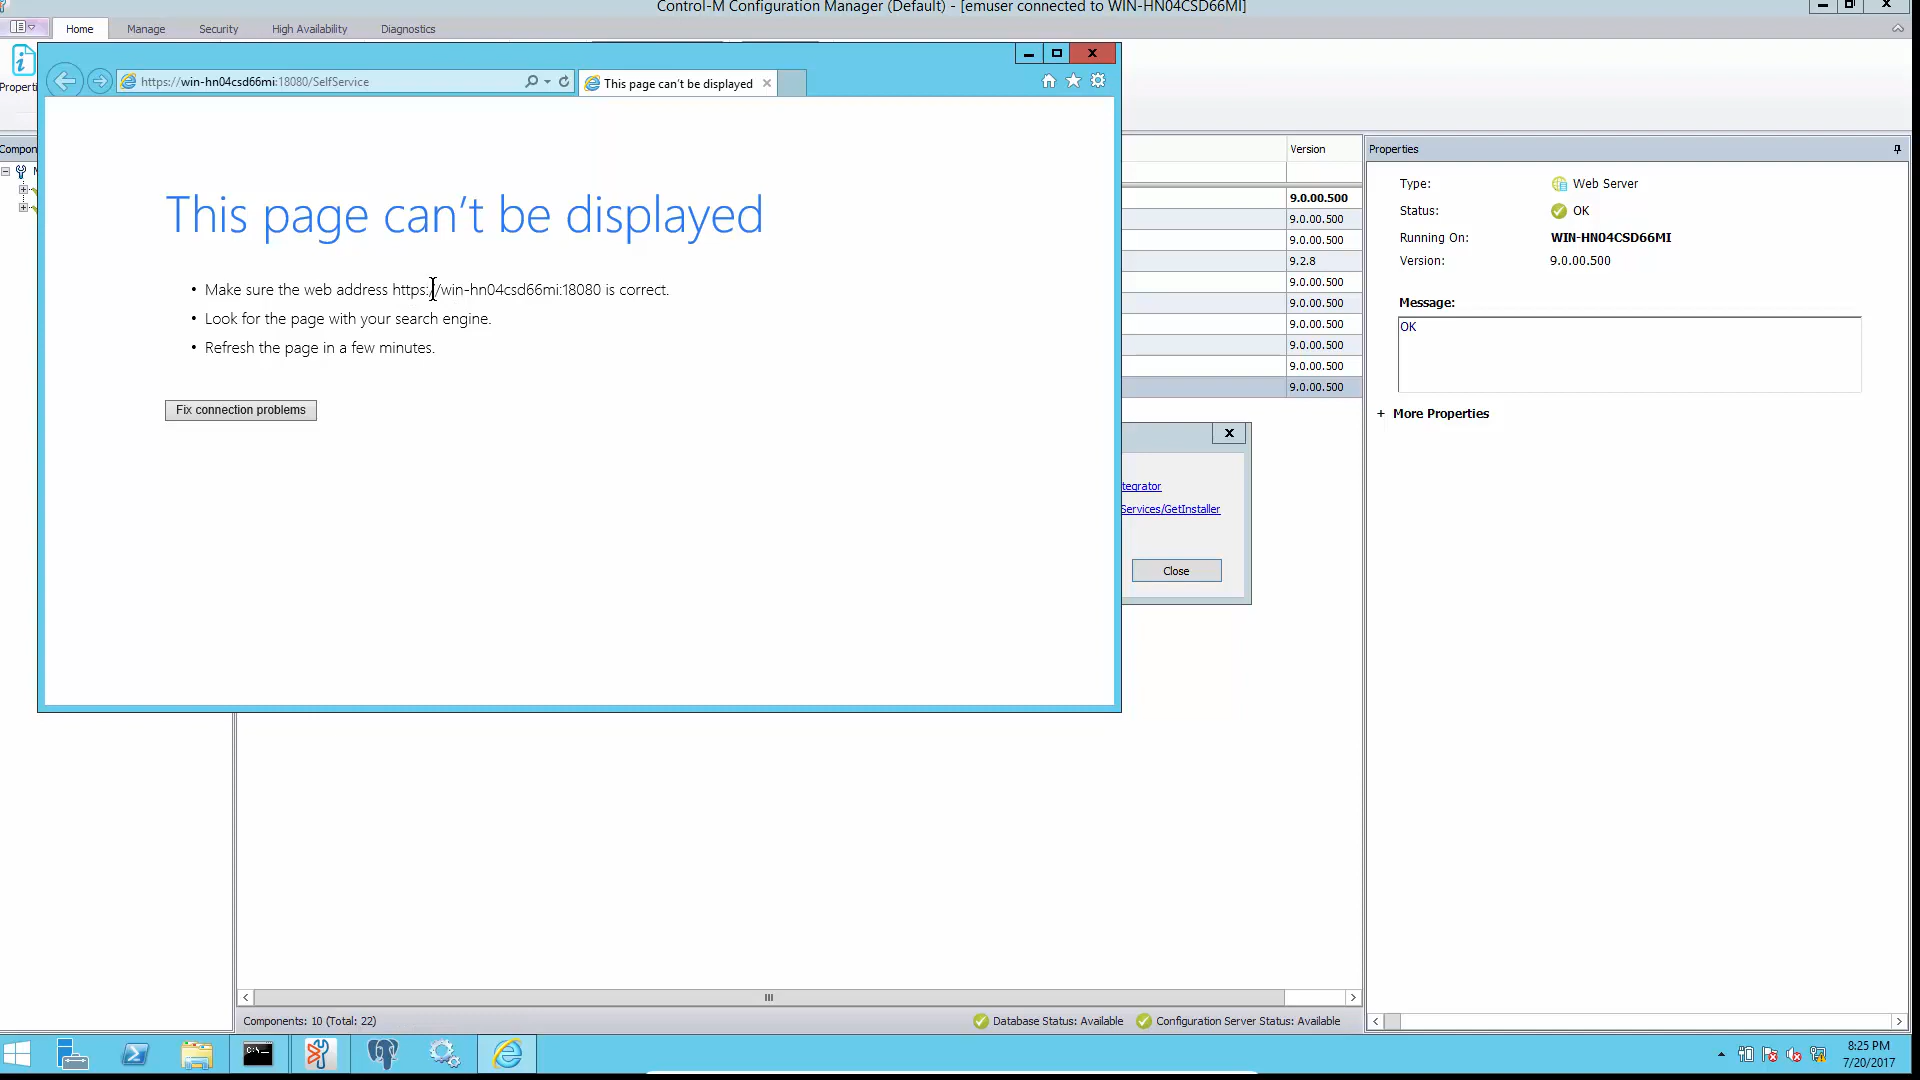 Control-M Configuration Manager (Default) - [emuser connected to WIN-HN04CSD66MI]
Home
Manage
Security
High Availability
Diagnostics
Properti
https://win-hn04csd66mi:18080/SelfService
This page can't be displayed
This page can't be displayed
• Make sure the web address https://win-hn04csd66mi:18080 is correct.
• Look for the page with your search engine.
• Refresh the page in a few minutes.
Fix connection problems
Compon
Version
9.0.00.500
9.0.00.500
9.0.00.500
9.2.8
9.0.00.500
9.0.00.500
9.0.00.500
9.0.00.500
9.0.00.500
9.0.00.500
tegrator
Services/GetInstaller
Close
Properties
Type: Web Server
Status: OK
Running On: WIN-HN04CSD66MI
Version: 9.0.00.500
Message:
OK
+ More Properties
Components: 10 (Total: 22)
Database Status: Available
Configuration Server Status: Available
8:25 PM
7/20/2017